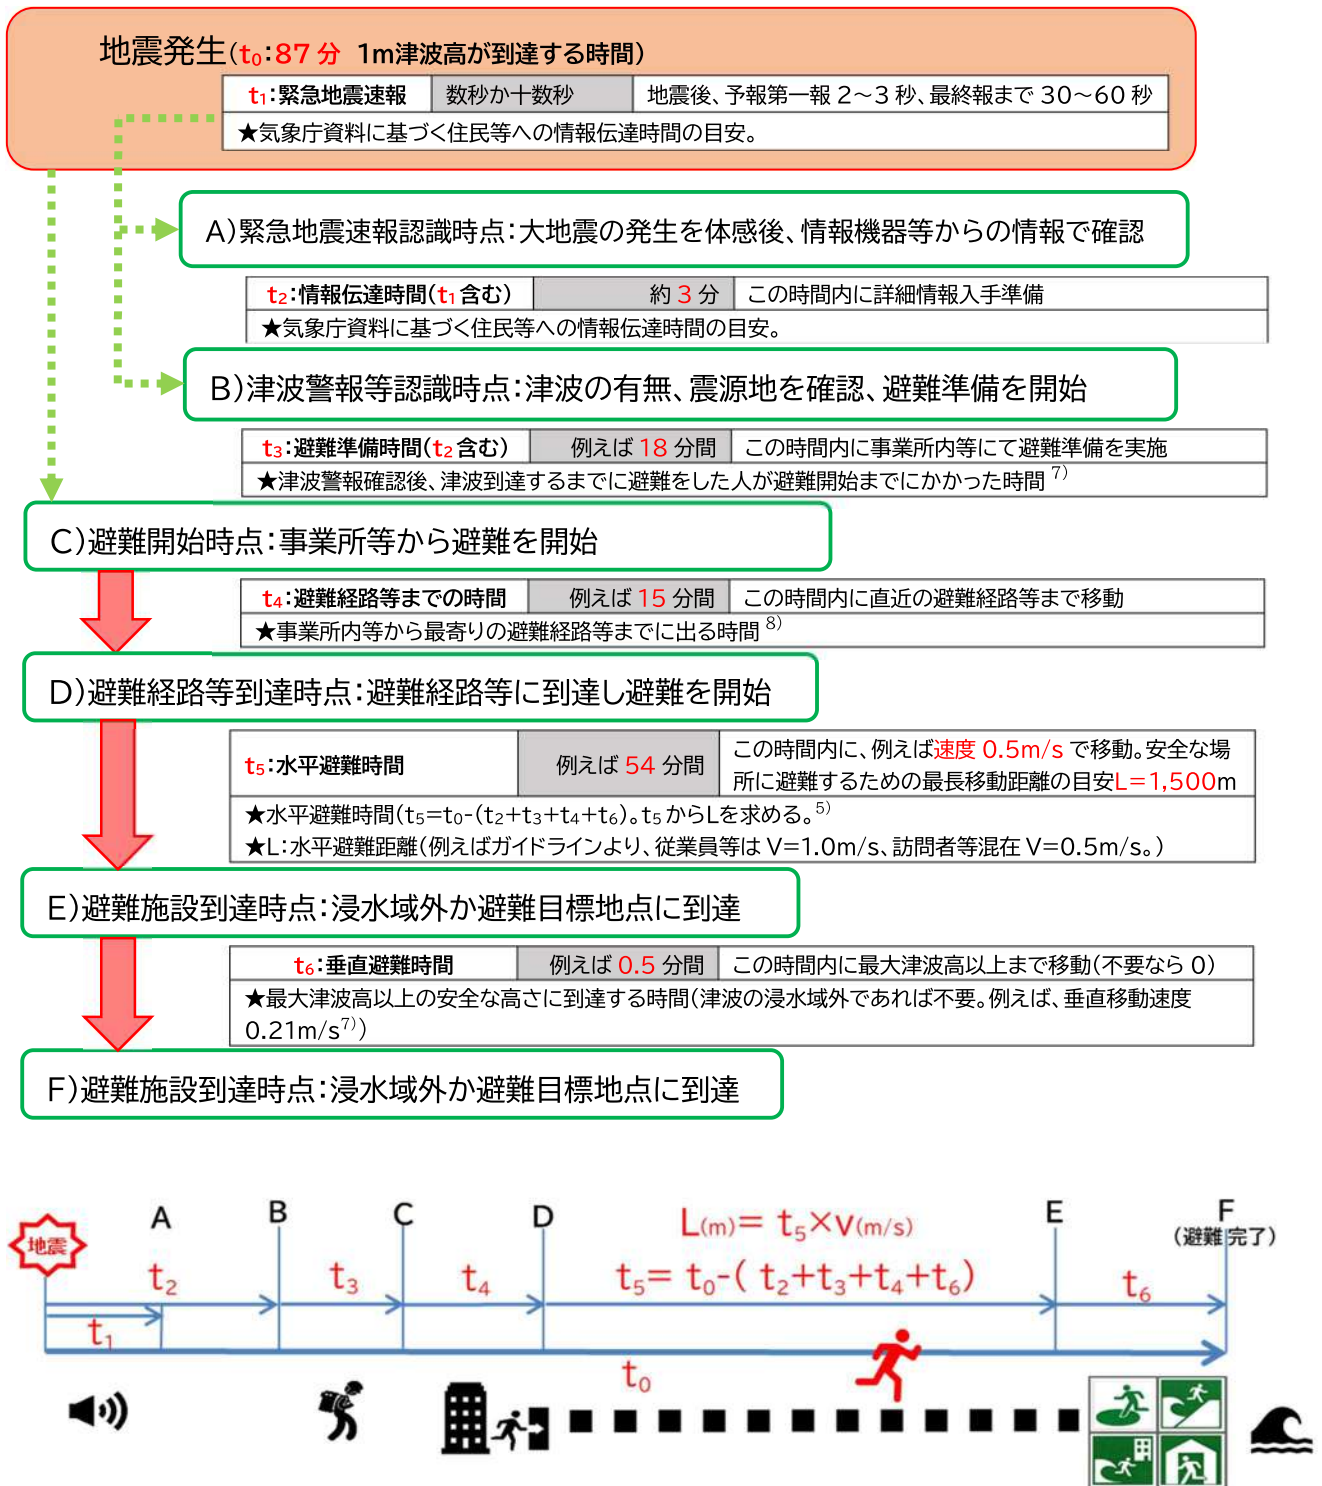 地震発生(t₀:87 分 1m津波高が到達する時間)
t₁:緊急地震速報 数秒か十数秒 地震後、予報第一報 2～3 秒、最終報まで 30～60 秒
★気象庁資料に基づく住民等への情報伝達時間の目安。
A)緊急地震速報認識時点:大地震の発生を体感後、情報機器等からの情報で確認
t₂:情報伝達時間(t₁含む) 約 3 分 この時間内に詳細情報入手準備
★気象庁資料に基づく住民等への情報伝達時間の目安。
B)津波警報等認識時点:津波の有無、震源地を確認、避難準備を開始
t₃:避難準備時間(t₂含む) 例えば 18 分間 この時間内に事業所内等にて避難準備を実施
★津波警報確認後、津波到達するまでに避難をした人が避難開始までにかかった時間 7)
C)避難開始時点:事業所等から避難を開始
t₄:避難経路等までの時間 例えば 15 分間 この時間内に直近の避難経路等まで移動
★事業所内等から最寄りの避難経路等までに出る時間 8)
D)避難経路等到達時点:避難経路等に到達し避難を開始
t₅:水平避難時間 例えば 54 分間 この時間内に、例えば速度 0.5m/s で移動。安全な場
所に避難するための最長移動距離の目安L=1,500m
★水平避難時間(t₅=t₀-(t₂+t₃+t₄+t₆)。t₅からLを求める。5)
★L:水平避難距離(例えばガイドラインより、従業員等は V=1.0m/s、訪問者等混在 V=0.5m/s。)
E)避難施設到達時点:浸水域外か避難目標地点に到達
t₆:垂直避難時間 例えば 0.5 分間 この時間内に最大津波高以上まで移動(不要なら 0)
★最大津波高以上の安全な高さに到達する時間(津波の浸水域外であれば不要。例えば、垂直移動速度
0.21m/s7))
F)避難施設到達時点:浸水域外か避難目標地点に到達
A B C D L(m)= t₅×v(m/s) E F
地震 (避難完了)
t₂ t₃ t₄ t₅= t₀-( t₂+t₃+t₄+t₆) t₆
t₁
t₀